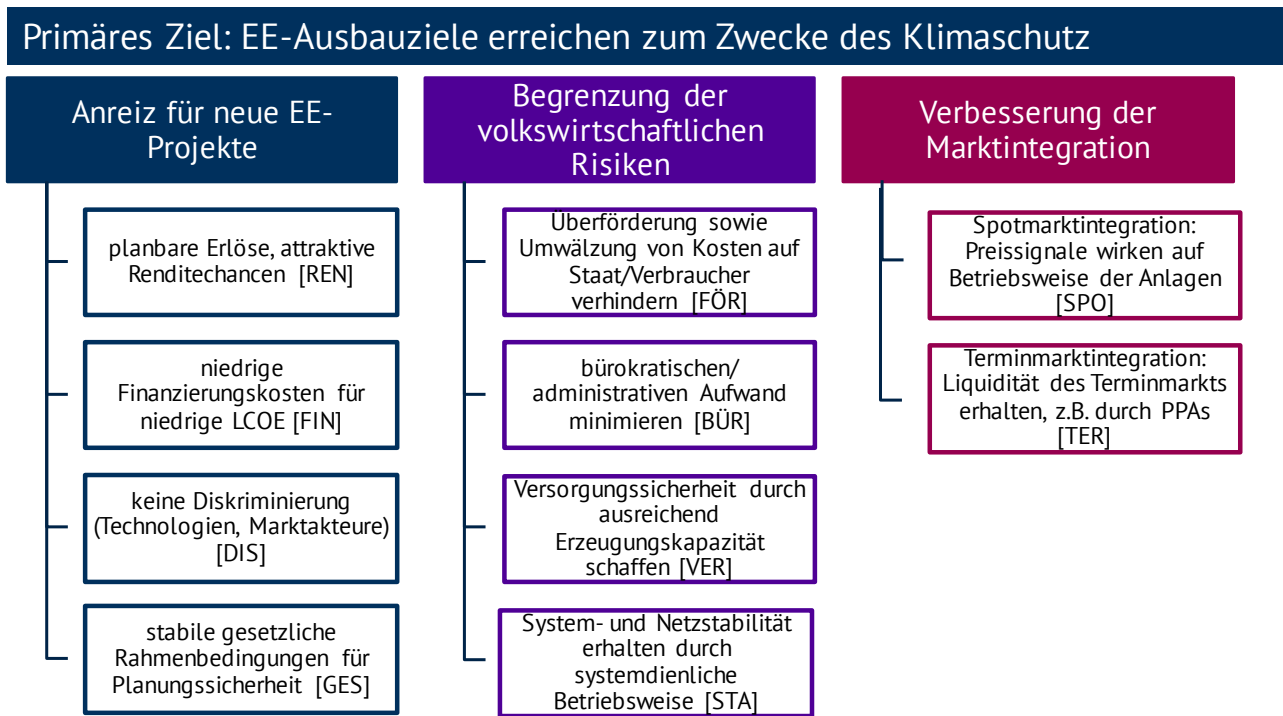 Primäres Ziel: EE-Ausbauziele erreichen zum Zwecke des Klimaschutz
Anreiz für neue EE-
Projekte
planbare Erlöse, attraktive
Renditechancen [REN]
niedrige
Finanzierungskosten für
niedrige LCOE [FIN]
keine Diskriminierung
(Technologien, Marktakteure)
[DIS]
stabile gesetzliche
Rahmenbedingungen für
Planungssicherheit [GES]
Begrenzung der
volkswirtschaftlichen
Risiken
Überförderung sowie
Umwälzung von Kosten auf
Staat/Verbraucher
verhindern [FÖR]
bürokratischen/
administrativen Aufwand
minimieren [BÜR]
Versorgungssicherheit durch
ausreichend
Erzeugungskapazität
schaffen [VER]
System- und Netzstabilität
erhalten durch
systemdienliche
Betriebsweise [STA]
Verbesserung der
Marktintegration
Spotmarktintegration:
Preissignale wirken auf
Betriebsweise der Anlagen
[SPO]
Terminmarktintegration:
Liquidität des Terminmarkts
erhalten, z.B. durch PPAs
[TER]